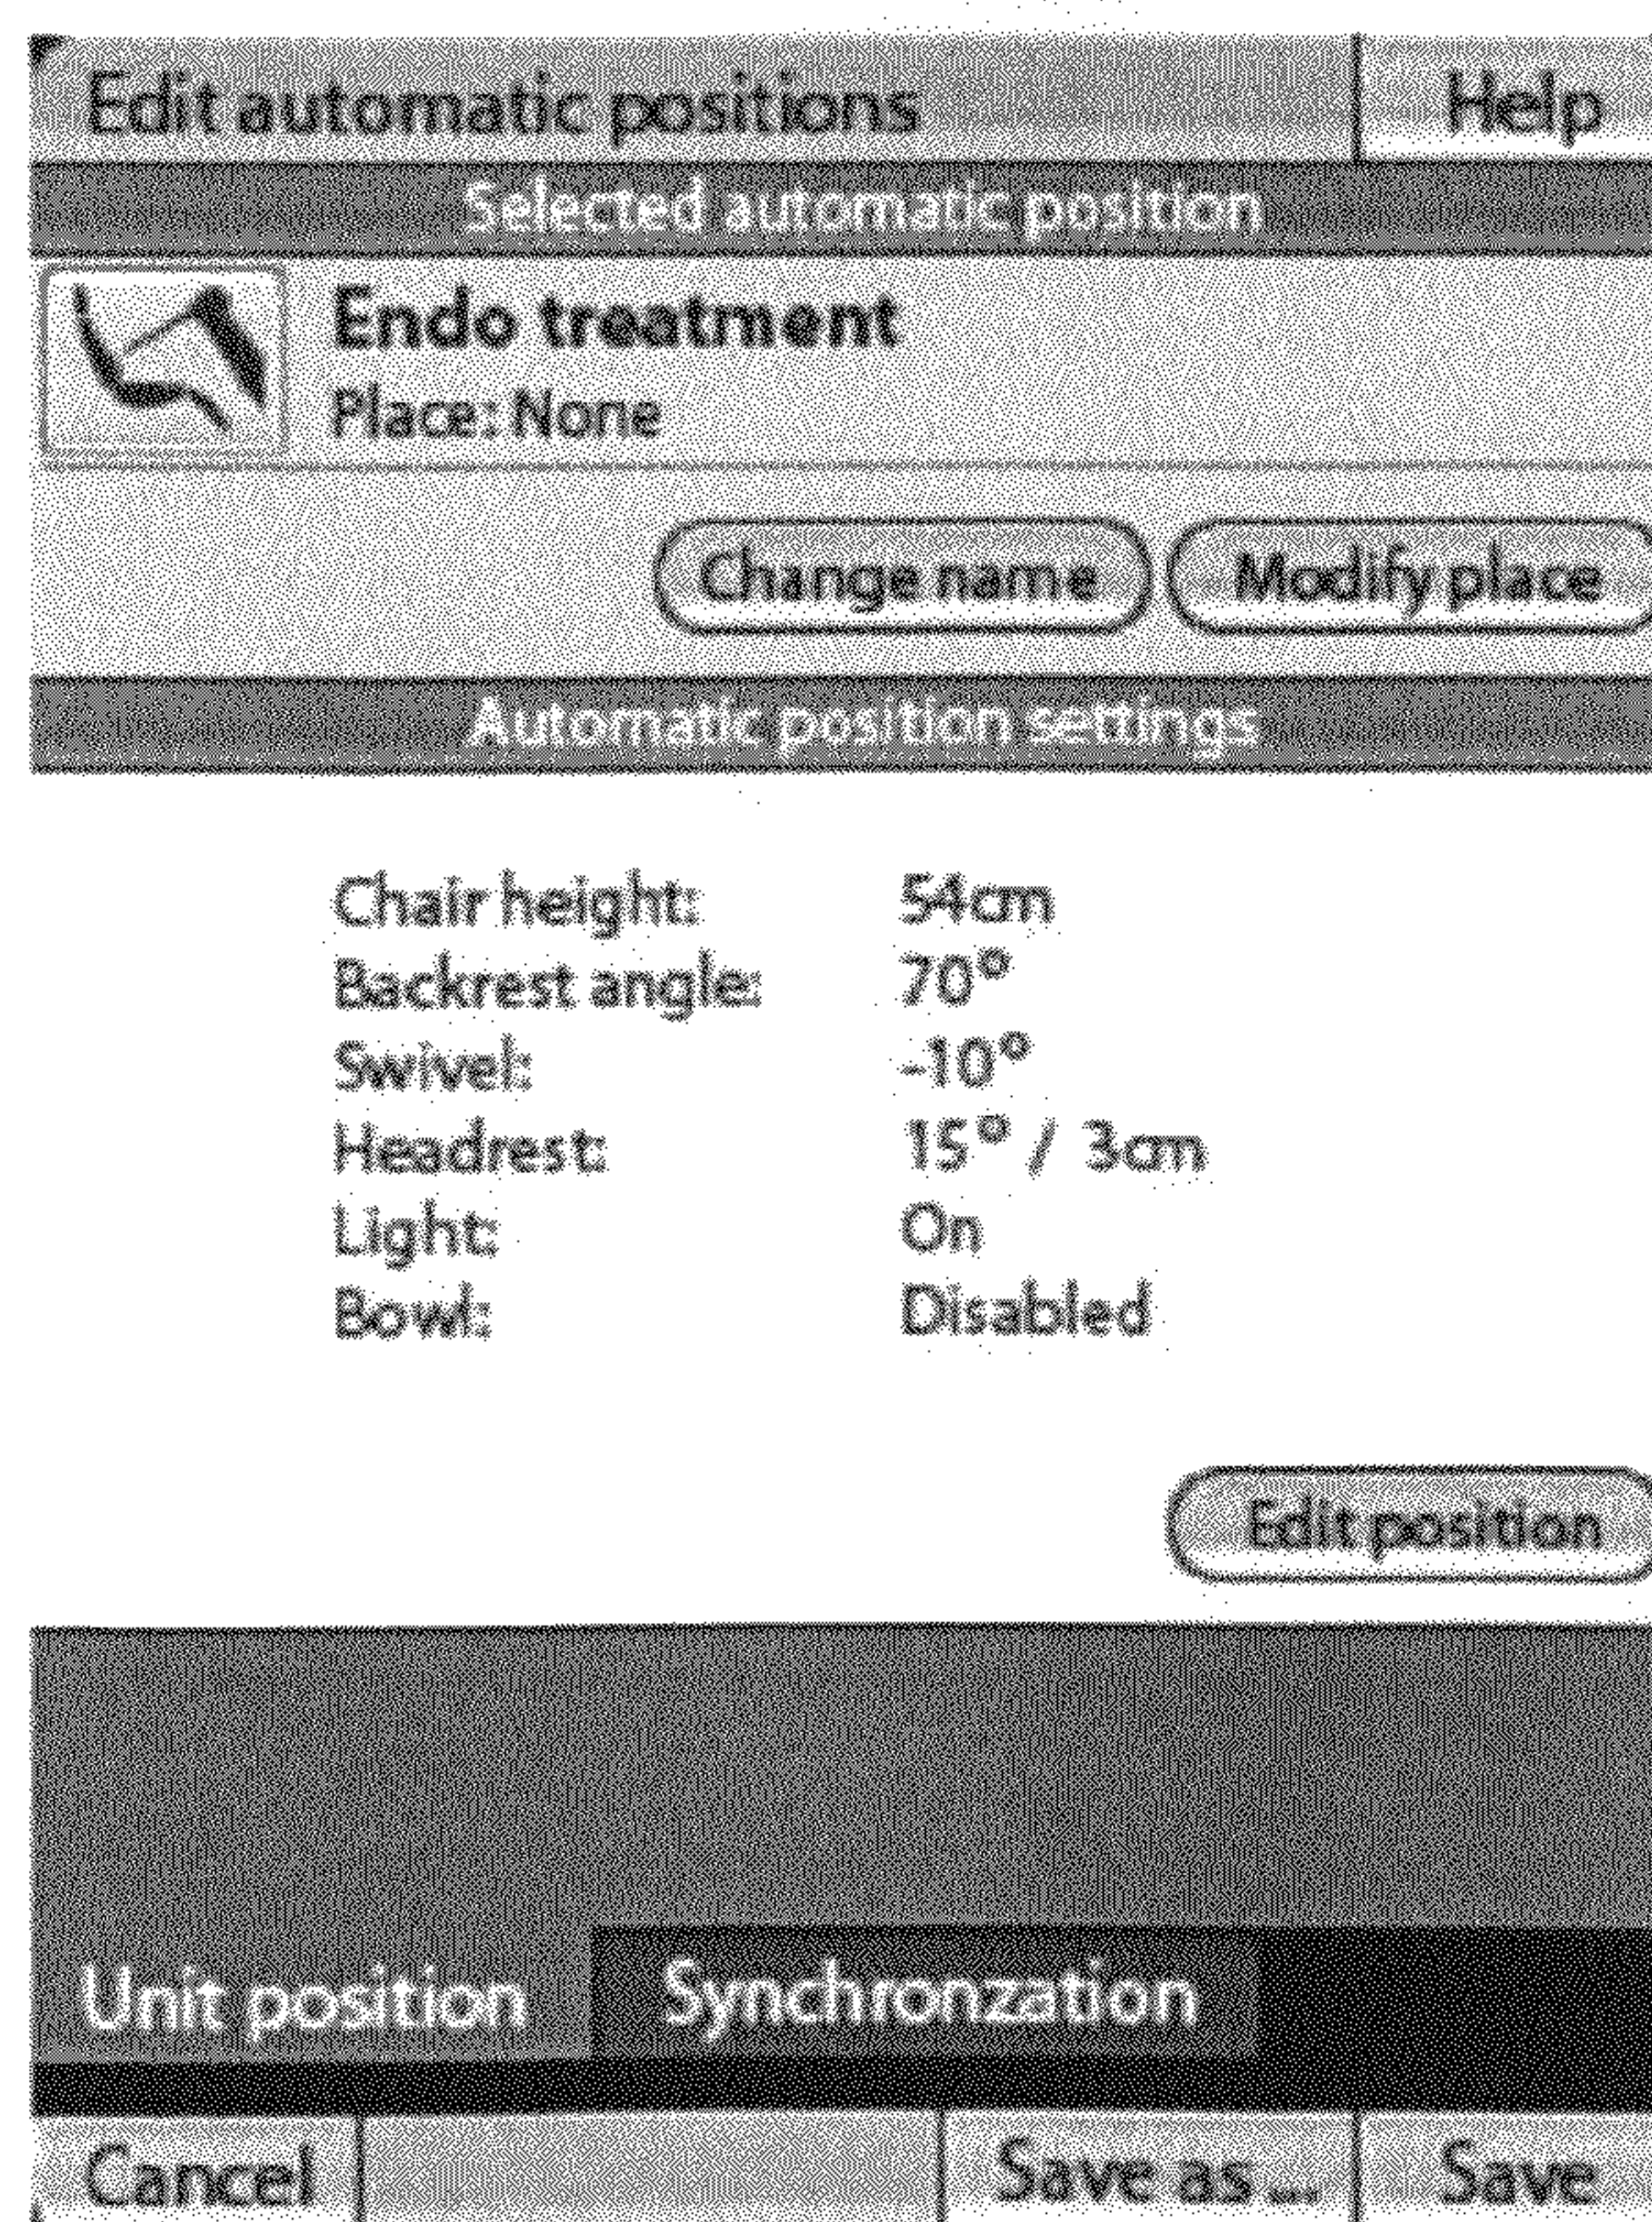 Edit automatic positions Help
Selected automatic position
Endo treatment
Place: None
Change name Modify place
Automatic position settings
Chair height: 54cm
Backrest angle: 70°
Swivel: -10°
Headrest: 15° / 3cm
Light: On
Bowl: Disabled
Edit position
Unit position Synchronzation
Cancel Save as ... Save